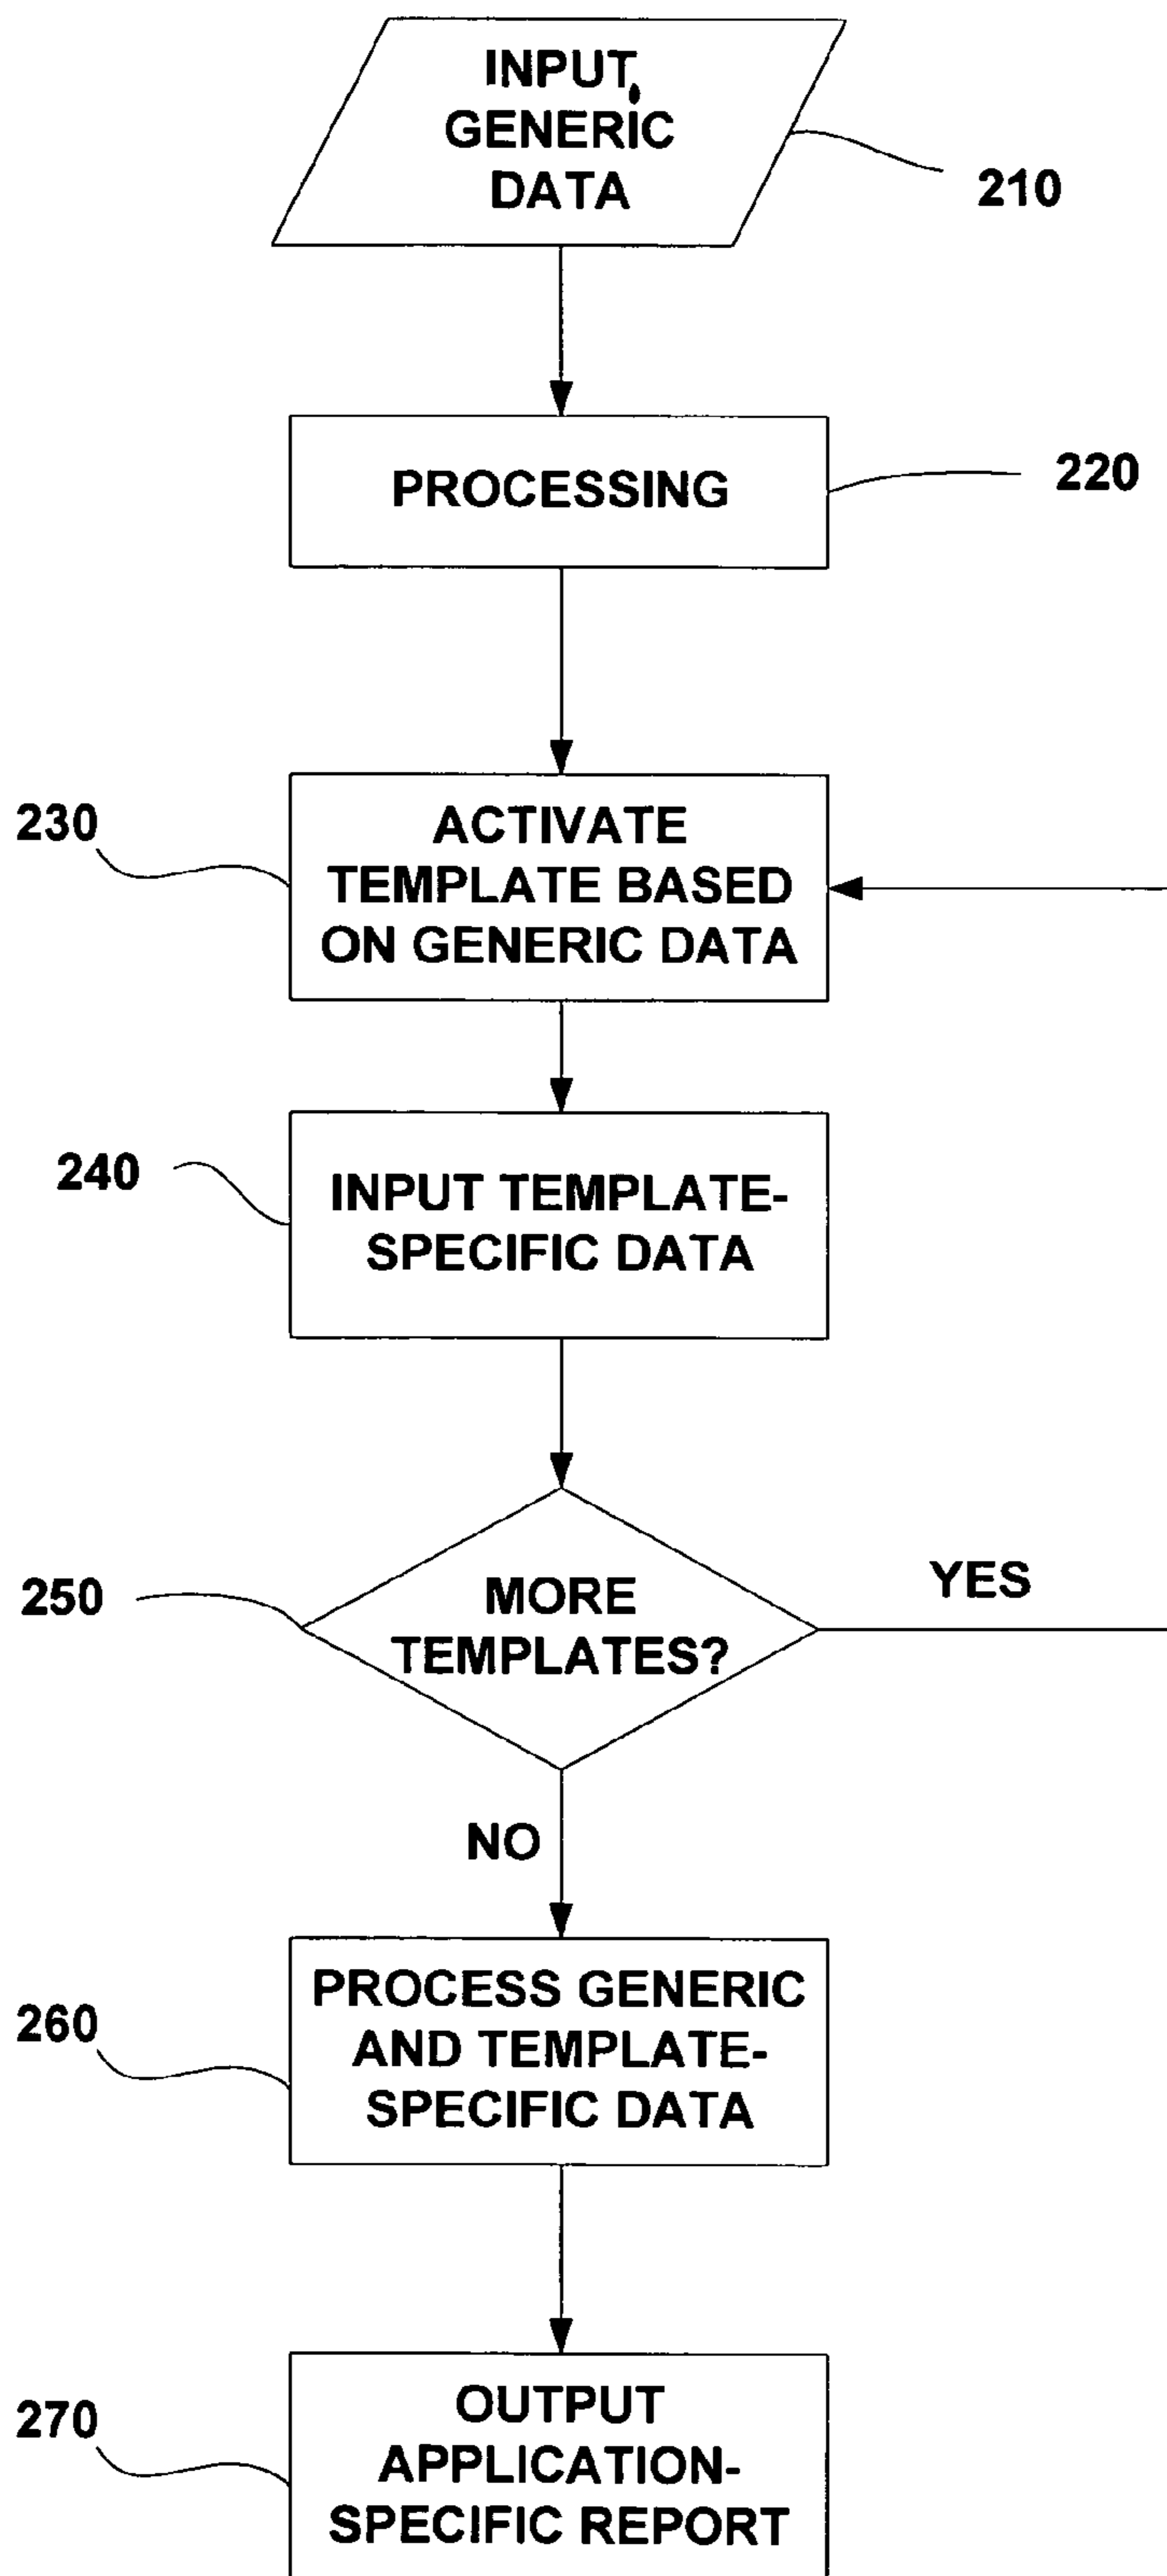 INPUT
GENERIC
DATA
210
PROCESSING
220
230
ACTIVATE
TEMPLATE BASED
ON GENERIC DATA
240
INPUT TEMPLATE-
SPECIFIC DATA
250
MORE
TEMPLATES?
YES
NO
260
PROCESS GENERIC
AND TEMPLATE-
SPECIFIC DATA
270
OUTPUT
APPLICATION-
SPECIFIC REPORT